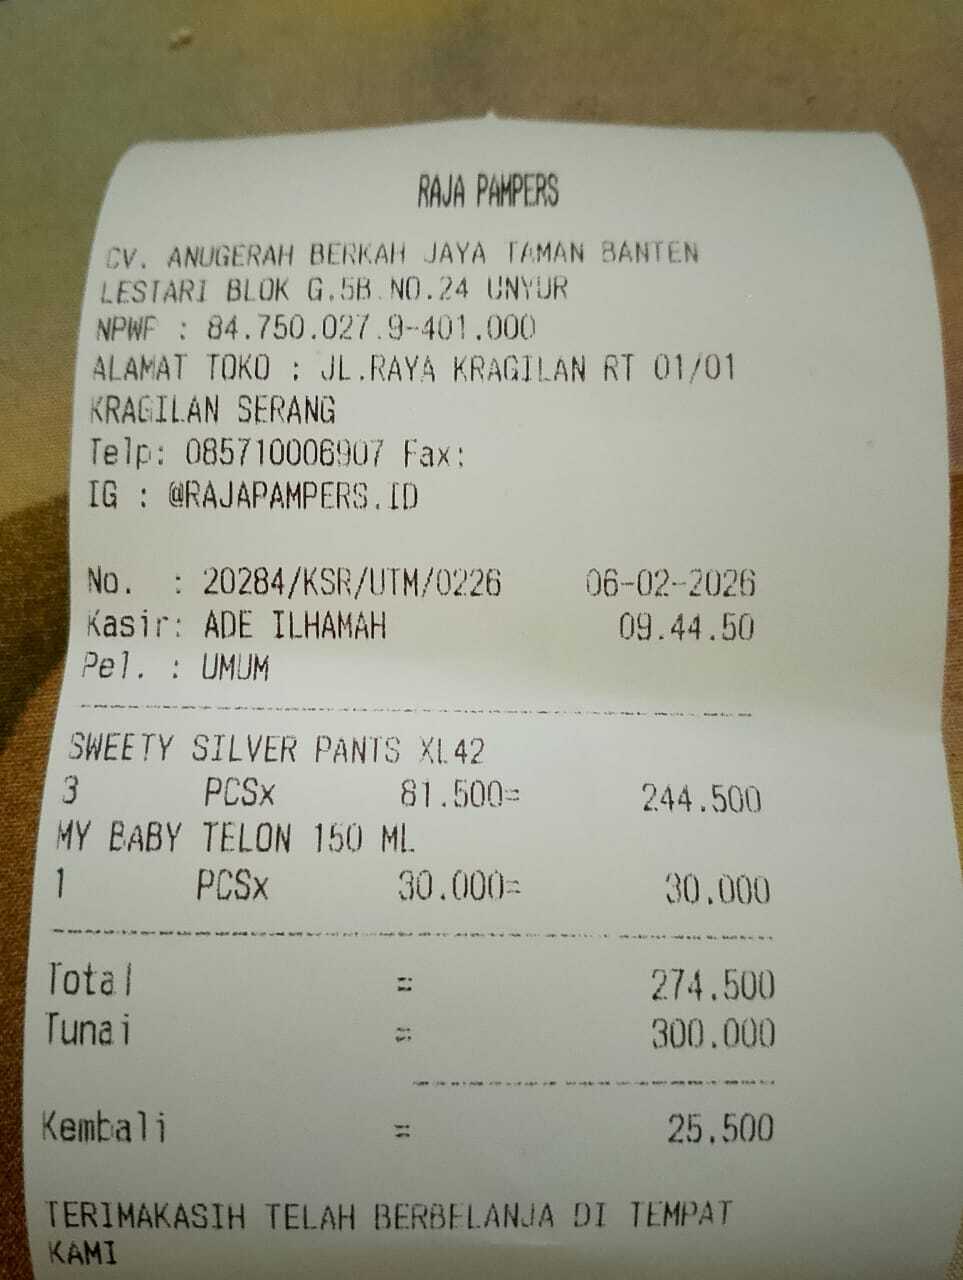 RAJA PAMPERS
CV. ANUGERAH BERKAH JAYA TAMAN BANTEN
LESTARI BLOK G.5B NO.24 UNYUR
NPWP : 84.750.027.9-401.000
ALAMAT TOKO : JL.RAYA KRAGILAN RT 01/01
KRAGILAN SERANG
Telp: 085710006907 Fax:
IG : @RAJAPAMPERS.ID
No. : 20284/KSR/UTM/0226 06-02-2026
Kasir: ADE ILHAMAH 09.44.50
Pel. : UMUM
SWEETY SILVER PANTS XL42
3 PCSx 81.500= 244.500
MY BABY TELON 150 ML
1 PCSx 30.000= 30.000
Total = 274.500
Tunai = 300.000
Kembali = 25.500
TERIMAKASIH TELAH BERBELANJA DI TEMPAT
KAMI